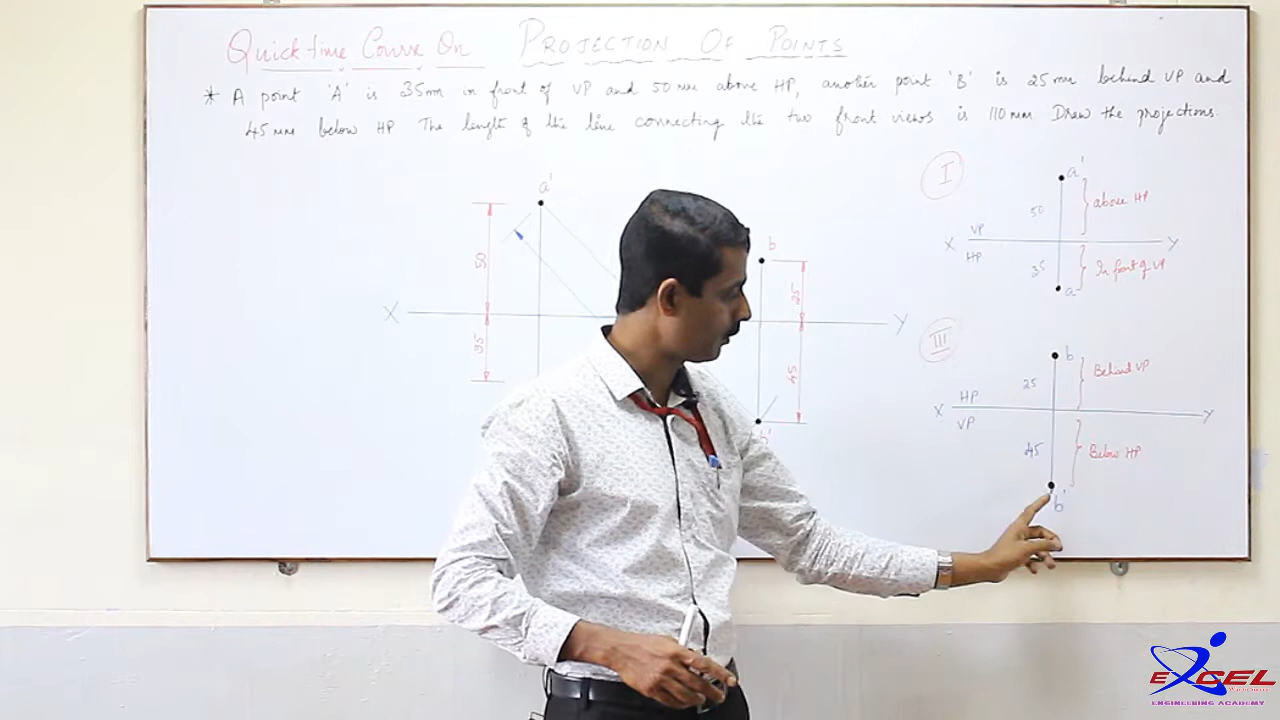 Quick time Course On PROJECTION OF POINTS
* A point 'A' is 35mm in front of VP and 50mm above HP, another point 'B' is 25mm behind VP and
45mm below HP The length of the line connecting the two front views is 110mm Draw the projections.
I
a'
50
above HP
VP
X Y
HP
35
In front of VP
a
a'
50
X Y
35
b
25
45
b'
III
b
25
Behind VP
HP
X Y
VP
45
Below HP
b'
EXCEL
ENGINEERING ACADEMY